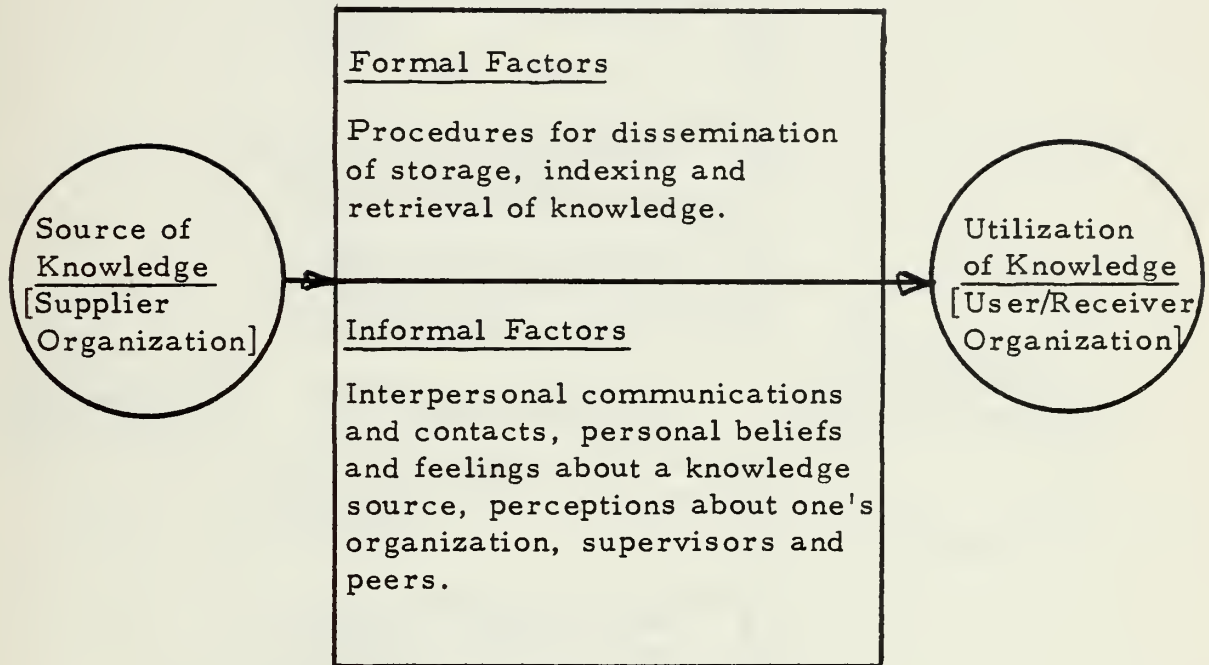 Source of
Knowledge
[Supplier
Organization]
Formal Factors
Procedures for dissemination
of storage, indexing and
retrieval of knowledge.
Informal Factors
Interpersonal communications
and contacts, personal beliefs
and feelings about a knowledge
source, perceptions about one's
organization, supervisors and
peers.
Utilization
of Knowledge
[User/Receiver
Organization]